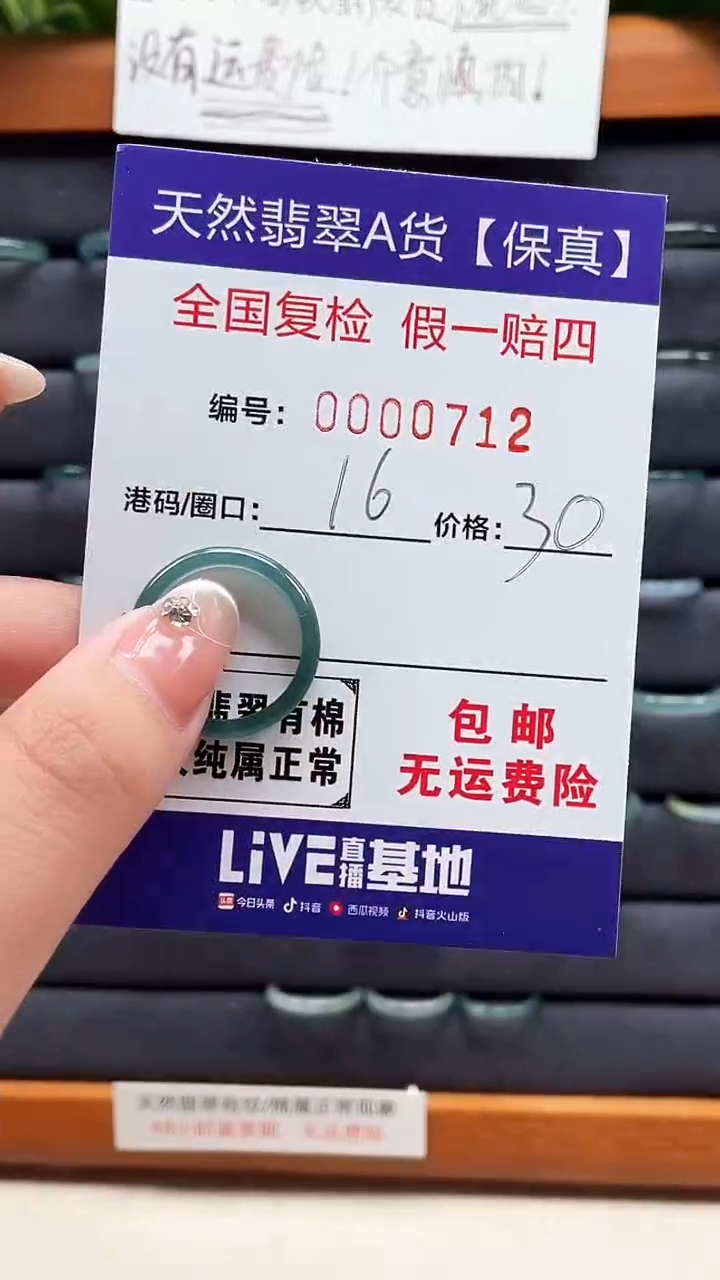 没有运费险！介意慎拍！
天然翡翠A货【保真】
全国复检 假一赔四
编号：0000712
港码/圈口：16 价格：30
翡翠有棉
纯属正常
包邮
无运费险
LiVE直播基地
今日头条 抖音 西瓜视频 抖音火山版